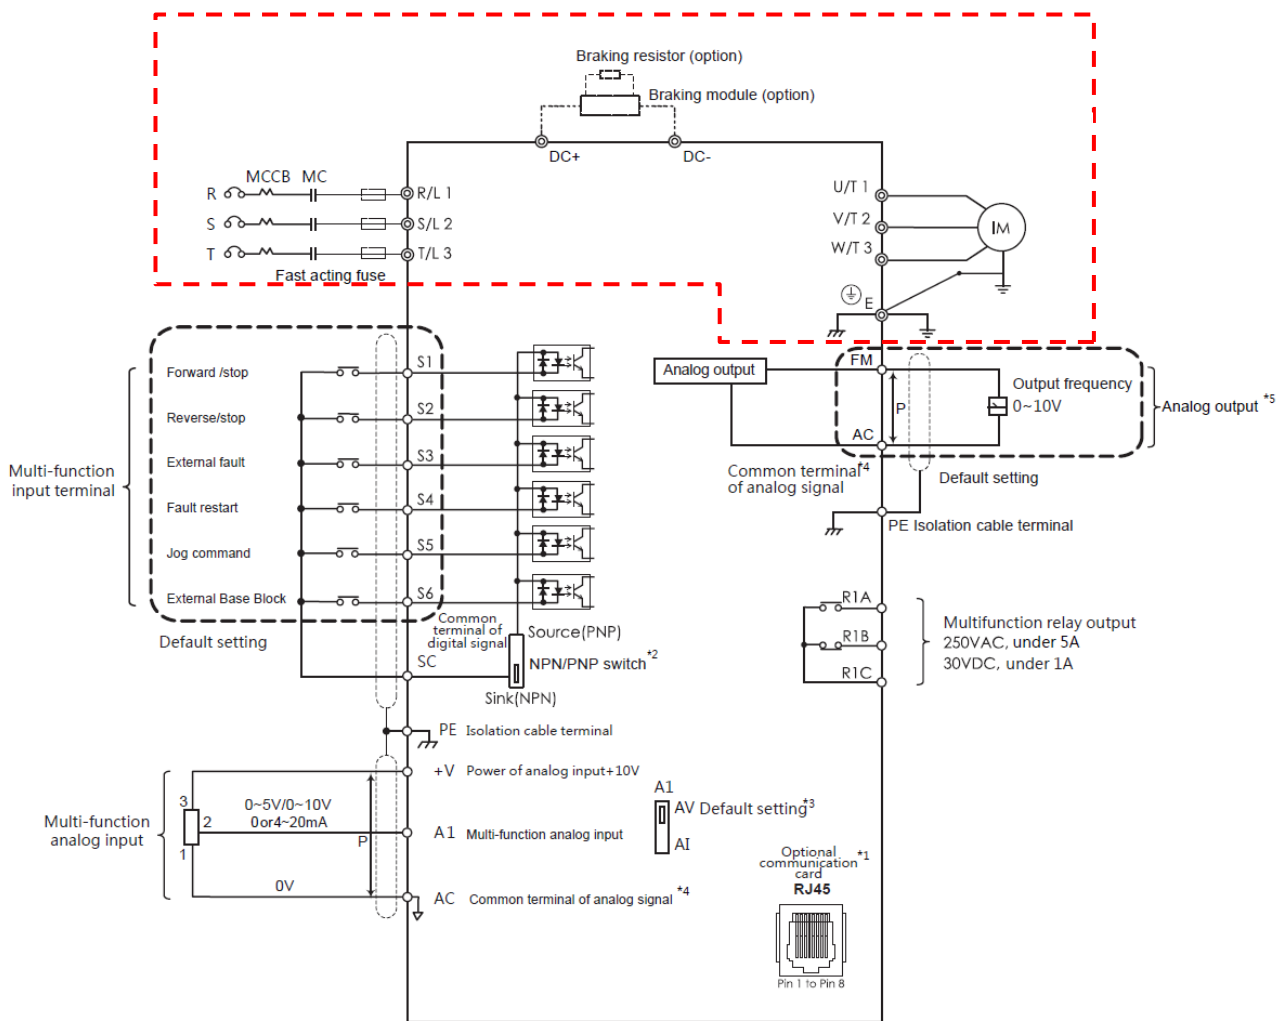 Braking resistor (option)
Braking module (option)
DC+
DC-
MCCB MC
R
R/L 1
S
S/L 2
T
T/L 3
Fast acting fuse
U/T 1
V/T 2
W/T 3
IM
E
Multi-function
input terminal
Forward /stop
S1
Reverse/stop
S2
External fault
S3
Fault restart
S4
Jog command
S5
External Base Block
S6
Default setting
Common
terminal of
digital signal
SC
Source(PNP)
NPN/PNP switch *2
Sink(NPN)
PE Isolation cable terminal
Analog output
FM
AC
P
Output frequency
0~10V
Analog output *5
Common terminal *4
of analog signal
Default setting
PE Isolation cable terminal
R1A
R1B
R1C
Multifunction relay output
250VAC, under 5A
30VDC, under 1A
Multi-function
analog input
+V Power of analog input+10V
3
2
1
0~5V/0~10V
0or4~20mA
P
0V
A1 Multi-function analog input
AC Common terminal of analog signal *4
A1
AV Default setting *3
AI
Optional
communication *1
card
RJ45
Pin 1 to Pin 8